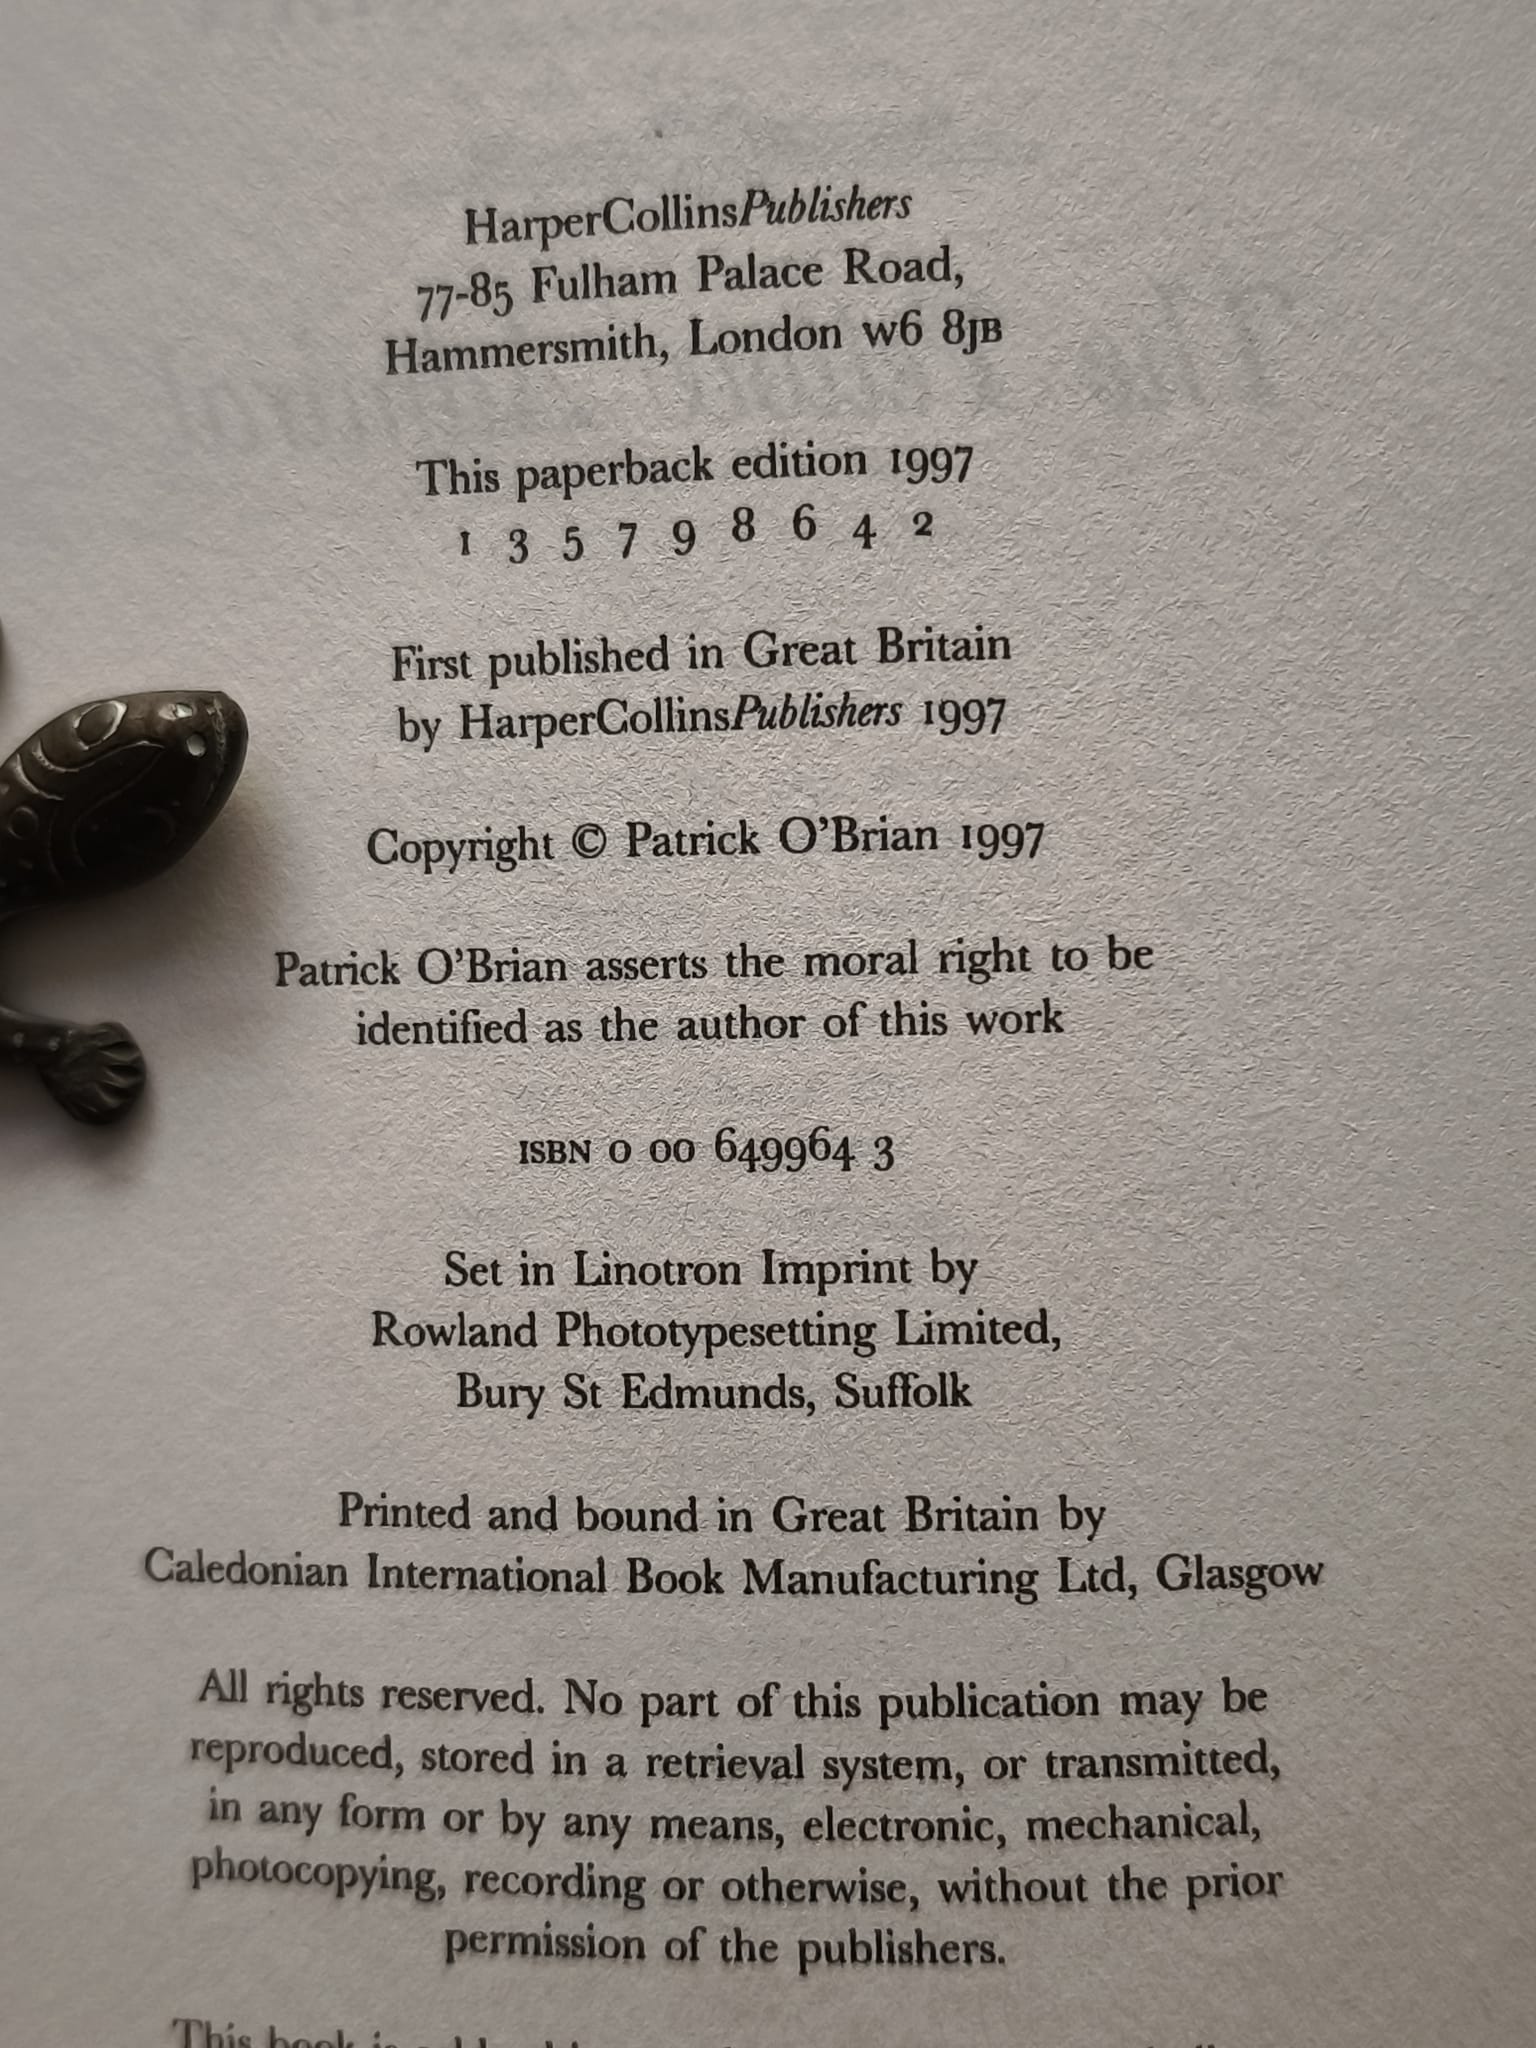 HarperCollinsPublishers
77-85 Fulham Palace Road,
Hammersmith, London W6 8JB
This paperback edition 1997
1 3 5 7 9 8 6 4 2
First published in Great Britain
by HarperCollinsPublishers 1997
Copyright © Patrick O'Brian 1997
Patrick O'Brian asserts the moral right to be
identified as the author of this work
ISBN 0 00 649964 3
Set in Linotron Imprint by
Rowland Phototypesetting Limited,
Bury St Edmunds, Suffolk
Printed and bound in Great Britain by
Caledonian International Book Manufacturing Ltd, Glasgow
All rights reserved. No part of this publication may be
reproduced, stored in a retrieval system, or transmitted,
in any form or by any means, electronic, mechanical,
photocopying, recording or otherwise, without the prior
permission of the publishers.
This book is